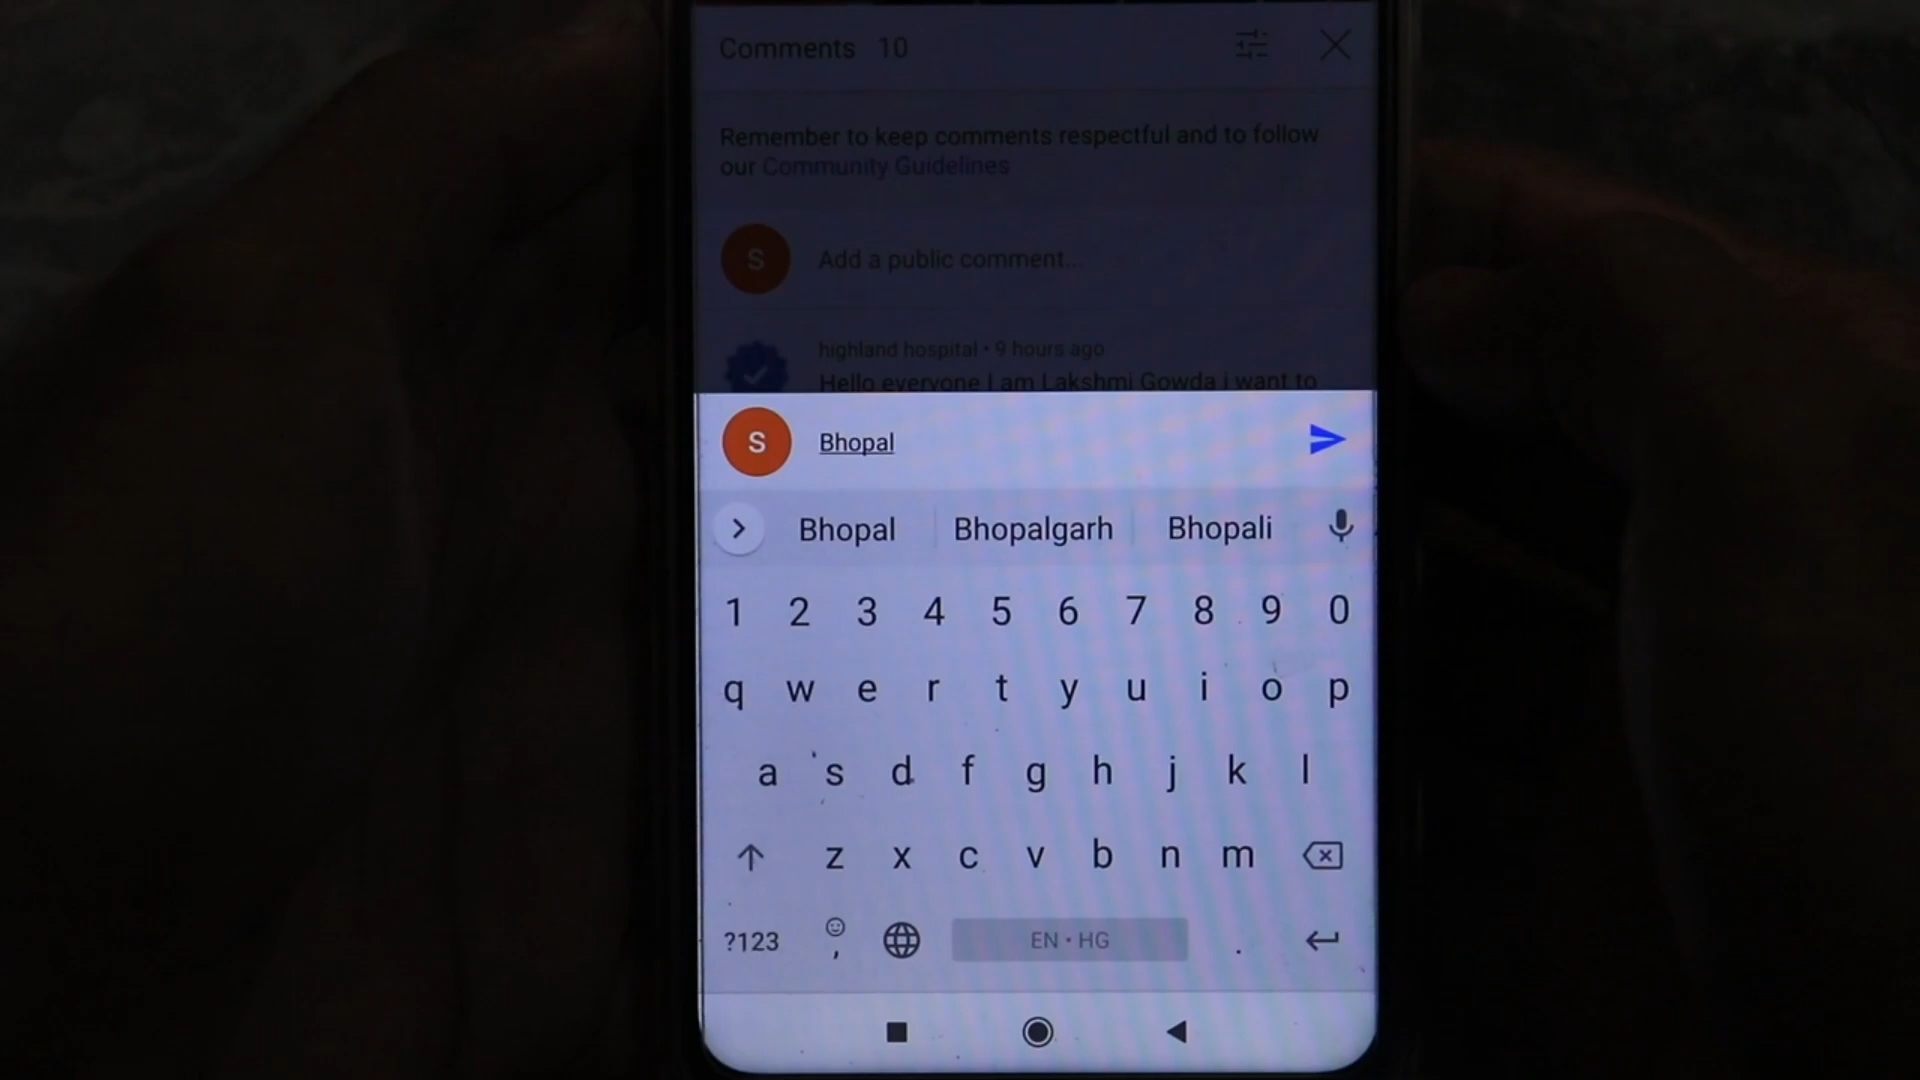 Comments 10
Remember to keep comments respectful and to follow
our Community Guidelines
S Add a public comment...
highland hospital • 9 hours ago
Hello everyone I am Lakshmi Gowda i want to
S Bhopal
Bhopal Bhopalgarh Bhopali
1 2 3 4 5 6 7 8 9 0
q w e r t y u i o p
a s d f g h j k l
z x c v b n m
?123 , EN • HG .